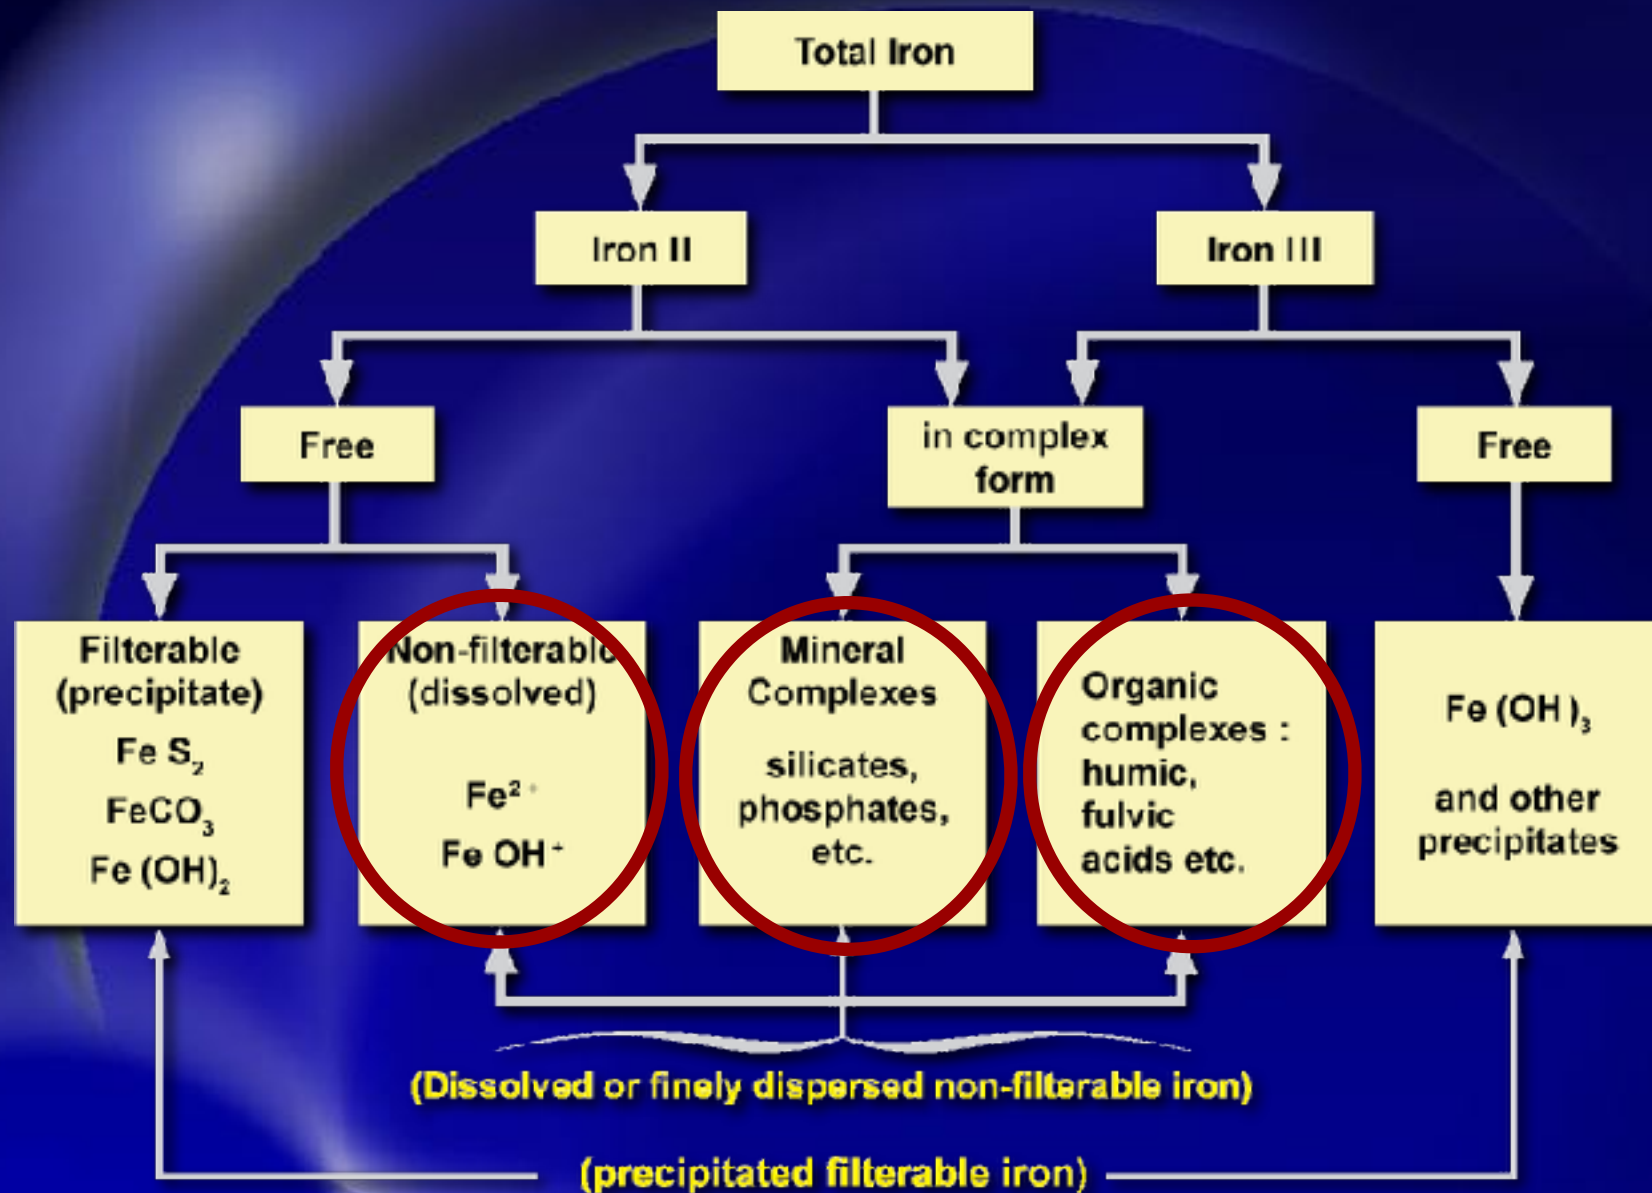 Total Iron
Iron II
Iron III
Free
in complex
form
Free
Filterable
(precipitate)
Fe S₂
FeCO₃
Fe (OH)₂
Non-filterable
(dissolved)
Fe²⁺
Fe OH⁺
Mineral
Complexes
silicates,
phosphates,
etc.
Organic
complexes :
humic,
fulvic
acids etc.
Fe (OH)₃
and other
precipitates
(Dissolved or finely dispersed non-filterable iron)
(precipitated filterable iron)